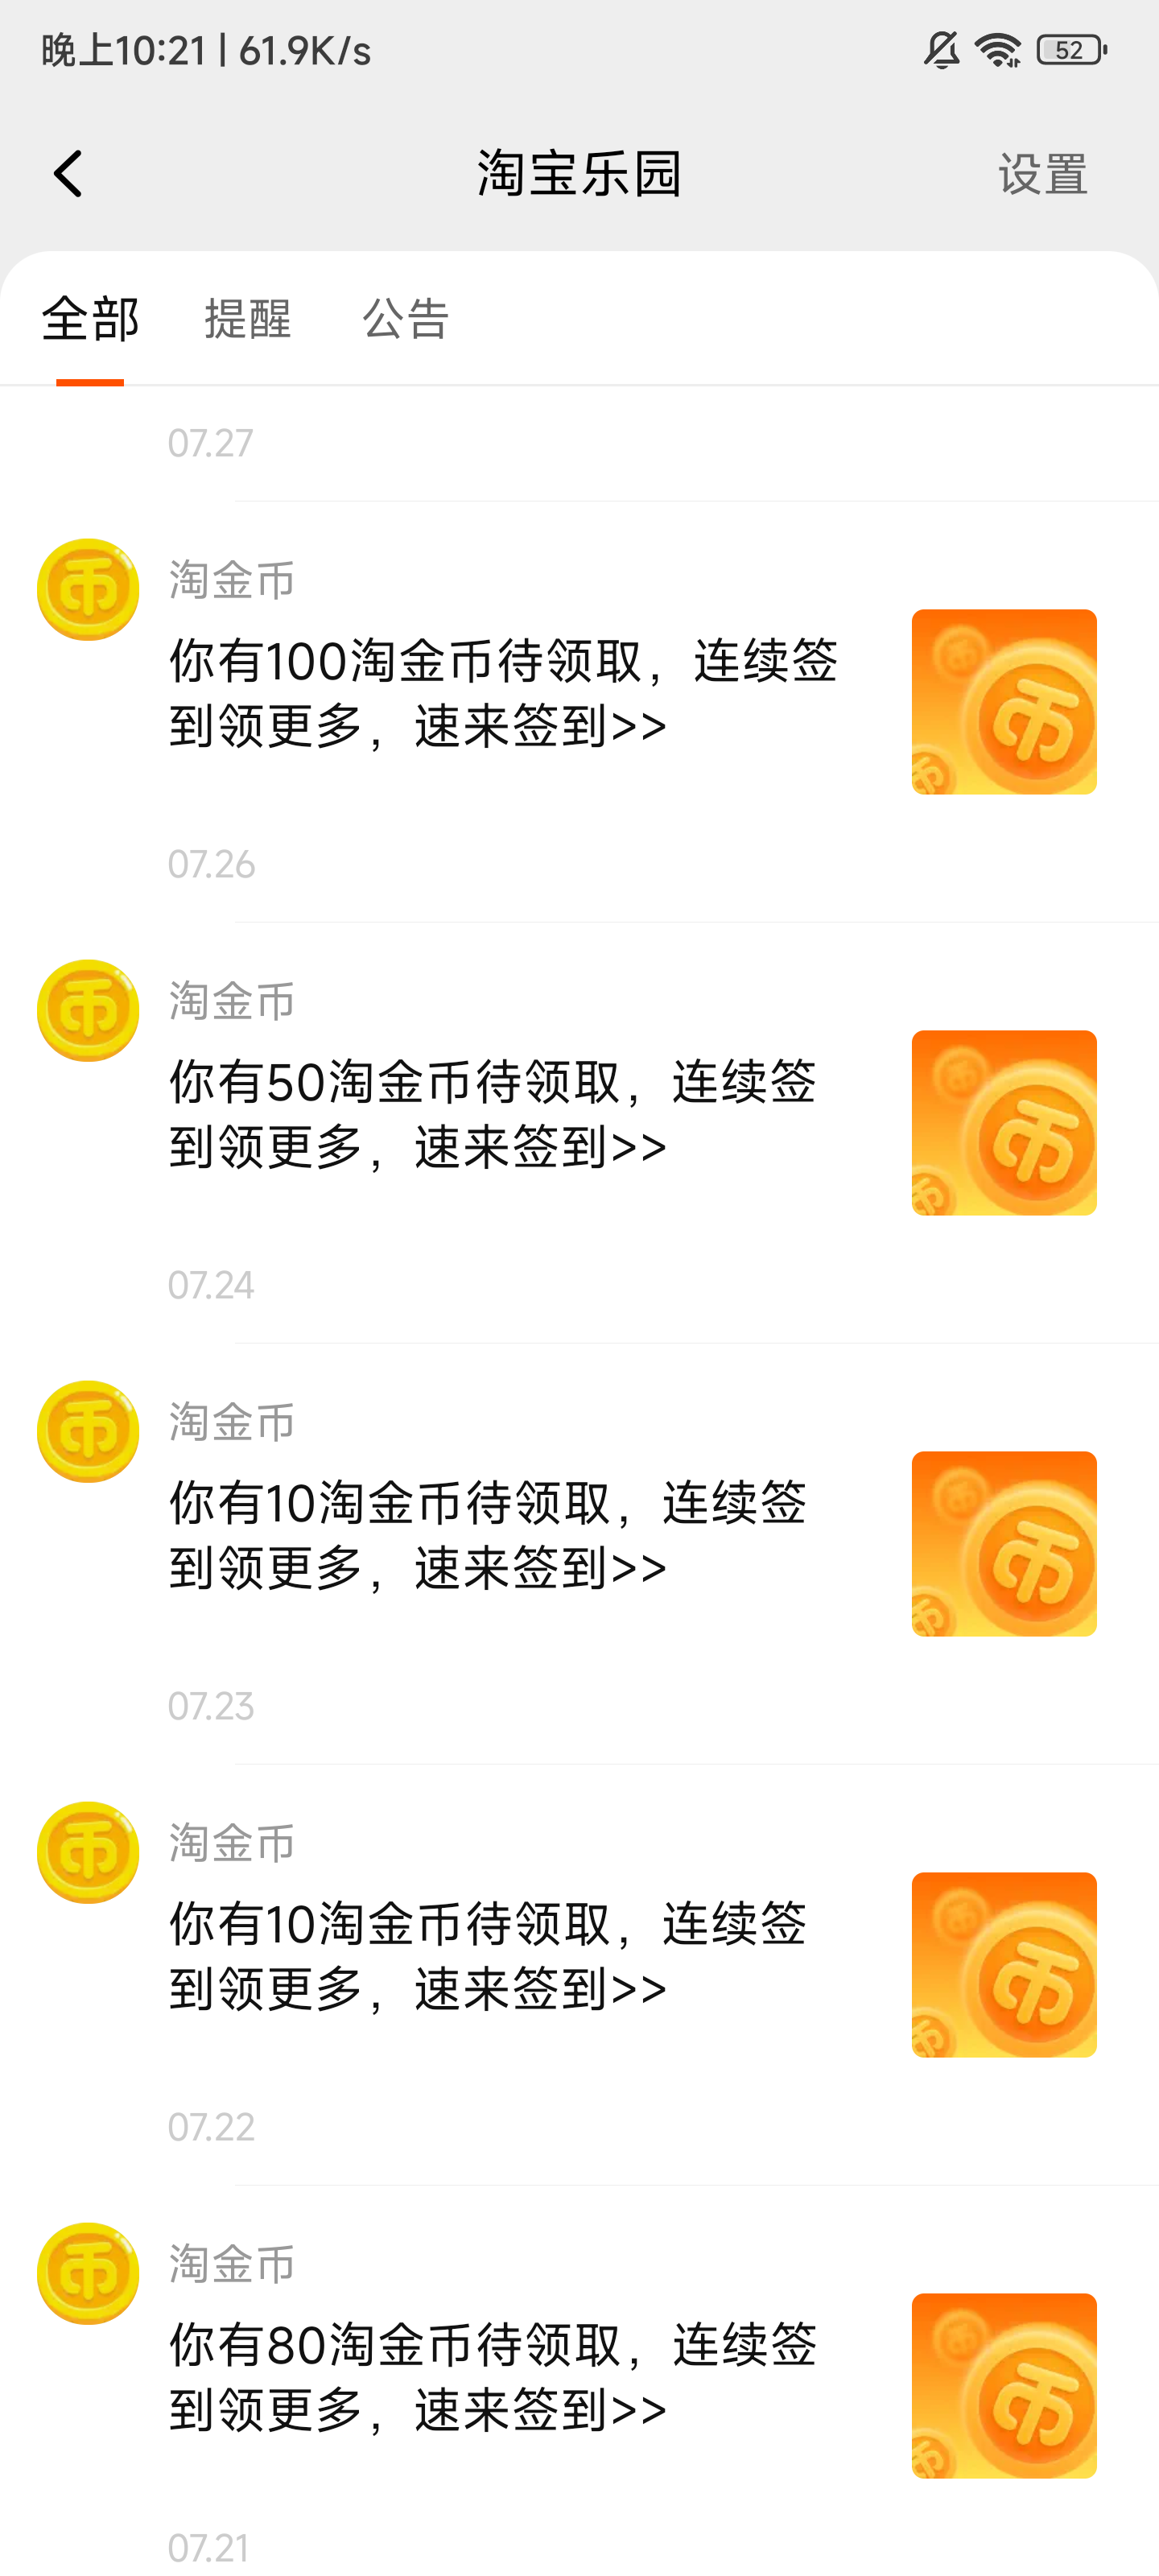 晚上10:21 | 61.9K/s
52
淘宝乐园
设置
全部
提醒
公告
07.27
淘金币
你有100淘金币待领取，连续签
到领更多，速来签到>>
07.26
淘金币
你有50淘金币待领取，连续签
到领更多，速来签到>>
07.24
淘金币
你有10淘金币待领取，连续签
到领更多，速来签到>>
07.23
淘金币
你有10淘金币待领取，连续签
到领更多，速来签到>>
07.22
淘金币
你有80淘金币待领取，连续签
到领更多，速来签到>>
07.21